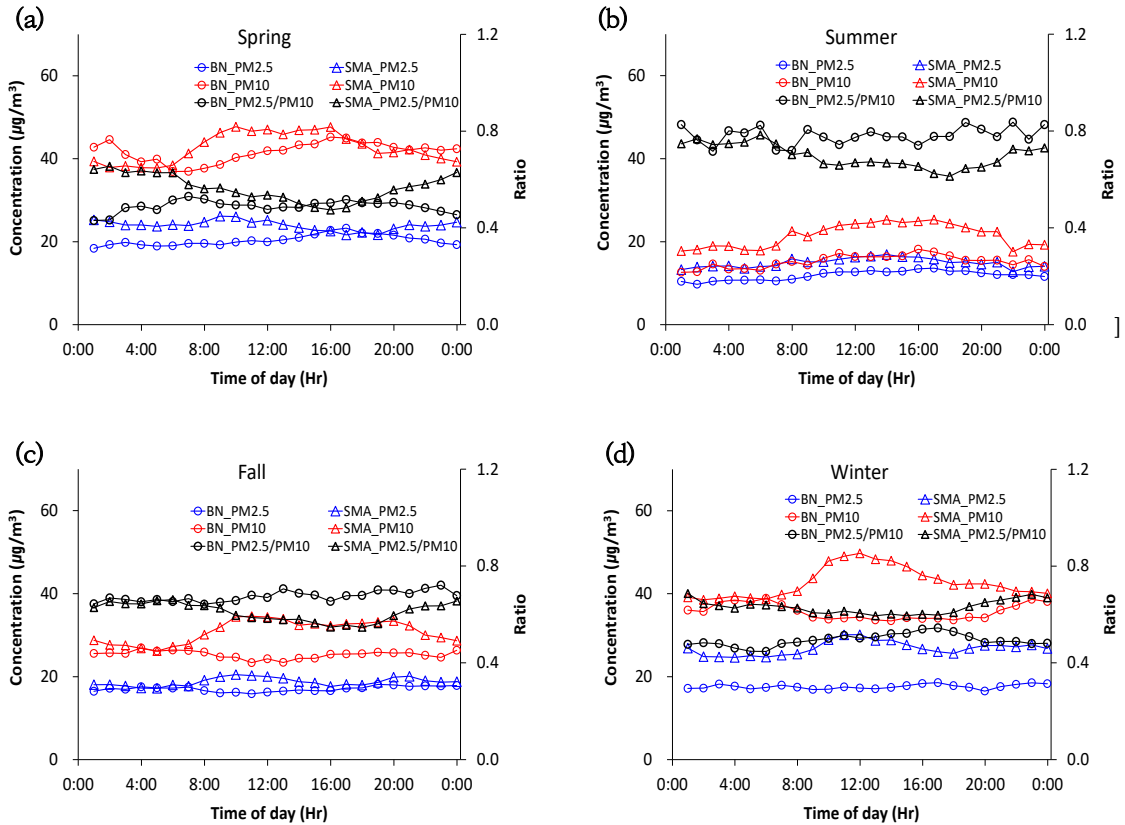 (a)
Spring
BN_PM2.5 SMA_PM2.5
BN_PM10 SMA_PM10
BN_PM2.5/PM10 SMA_PM2.5/PM10
Concentration (µg/m³)
60
40
20
0
1.2
0.8
0.4
0.0
Ratio
0:00 4:00 8:00 12:00 16:00 20:00 0:00
Time of day (Hr)
(b)
Summer
BN_PM2.5 SMA_PM2.5
BN_PM10 SMA_PM10
BN_PM2.5/PM10 SMA_PM2.5/PM10
Concentration (µg/m³)
60
40
20
0
1.2
0.8
0.4
0.0
Ratio
]
0:00 4:00 8:00 12:00 16:00 20:00 0:00
Time of day (Hr)
(c)
Fall
BN_PM2.5 SMA_PM2.5
BN_PM10 SMA_PM10
BN_PM2.5/PM10 SMA_PM2.5/PM10
Concentration (µg/m³)
60
40
20
0
1.2
0.8
0.4
0.0
Ratio
0:00 4:00 8:00 12:00 16:00 20:00 0:00
Time of day (Hr)
(d)
Winter
BN_PM2.5 SMA_PM2.5
BN_PM10 SMA_PM10
BN_PM2.5/PM10 SMA_PM2.5/PM10
Concentration (µg/m³)
60
40
20
0
1.2
0.8
0.4
0.0
Ratio
0:00 4:00 8:00 12:00 16:00 20:00 0:00
Time of day (Hr)